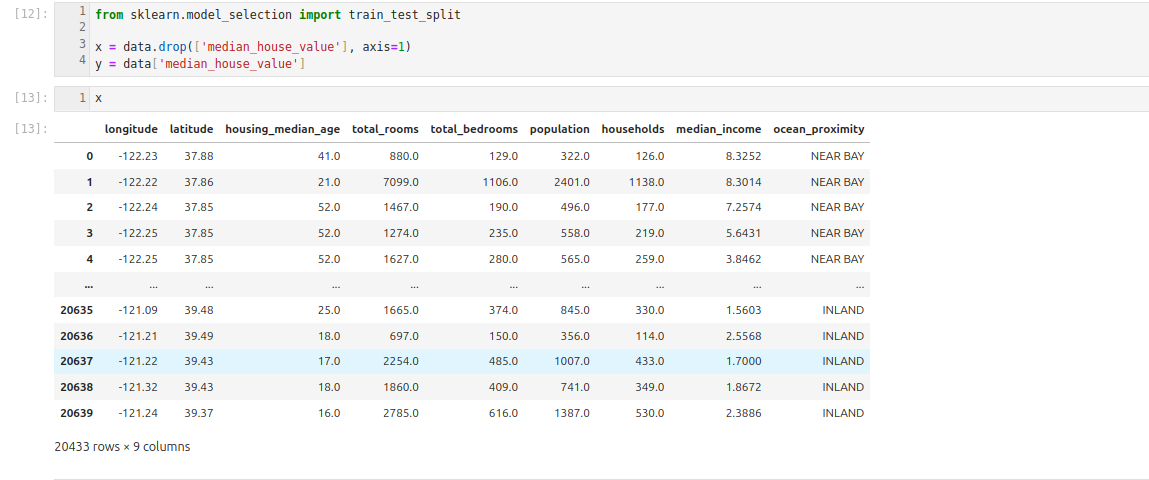 [12]: 1 from sklearn.model_selection import train_test_split
2
3 x = data.drop(['median_house_value'], axis=1)
4 y = data['median_house_value']
[13]: 1 x
[13]: longitude latitude housing_median_age total_rooms total_bedrooms population households median_income ocean_proximity
0 -122.23 37.88 41.0 880.0 129.0 322.0 126.0 8.3252 NEAR BAY
1 -122.22 37.86 21.0 7099.0 1106.0 2401.0 1138.0 8.3014 NEAR BAY
2 -122.24 37.85 52.0 1467.0 190.0 496.0 177.0 7.2574 NEAR BAY
3 -122.25 37.85 52.0 1274.0 235.0 558.0 219.0 5.6431 NEAR BAY
4 -122.25 37.85 52.0 1627.0 280.0 565.0 259.0 3.8462 NEAR BAY
... ... ... ... ... ... ... ... ... ...
20635 -121.09 39.48 25.0 1665.0 374.0 845.0 330.0 1.5603 INLAND
20636 -121.21 39.49 18.0 697.0 150.0 356.0 114.0 2.5568 INLAND
20637 -121.22 39.43 17.0 2254.0 485.0 1007.0 433.0 1.7000 INLAND
20638 -121.32 39.43 18.0 1860.0 409.0 741.0 349.0 1.8672 INLAND
20639 -121.24 39.37 16.0 2785.0 616.0 1387.0 530.0 2.3886 INLAND
20433 rows × 9 columns